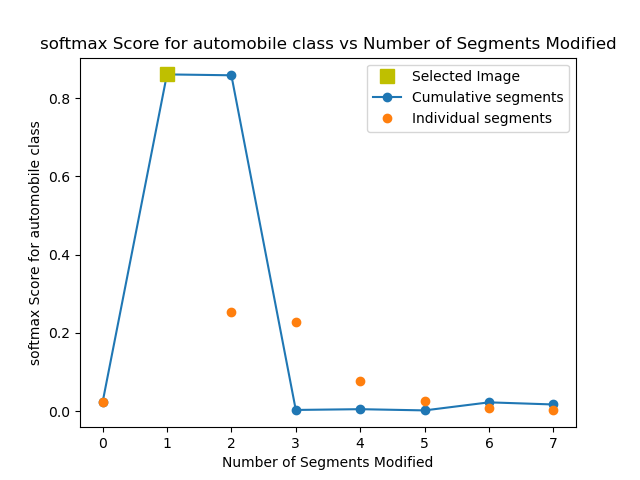 softmax Score for automobile class vs Number of Segments Modified
Selected Image
Cumulative segments
Individual segments
softmax Score for automobile class
0.8
0.6
0.4
0.2
0.0
0 1 2 3 4 5 6 7
Number of Segments Modified